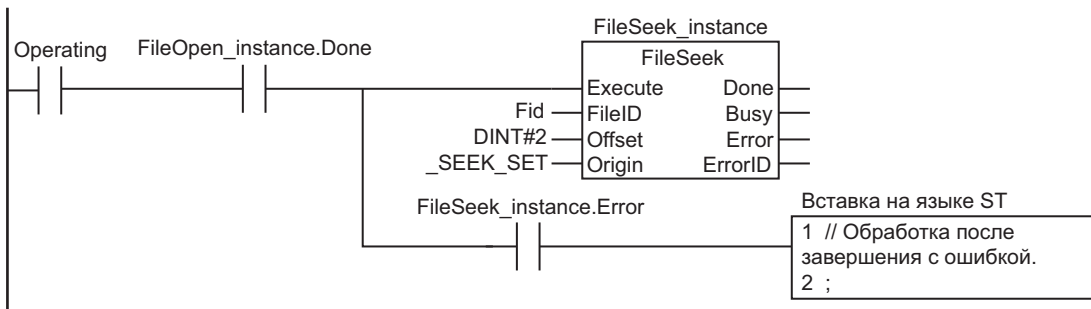 FileSeek_instance
Operating
FileOpen_instance.Done
FileSeek
Execute Done
Fid FileID Busy
DINT#2 Offset Error
_SEEK_SET Origin ErrorID
FileSeek_instance.Error
Вставка на языке ST
1 // Обработка после
завершения с ошибкой.
2 ;